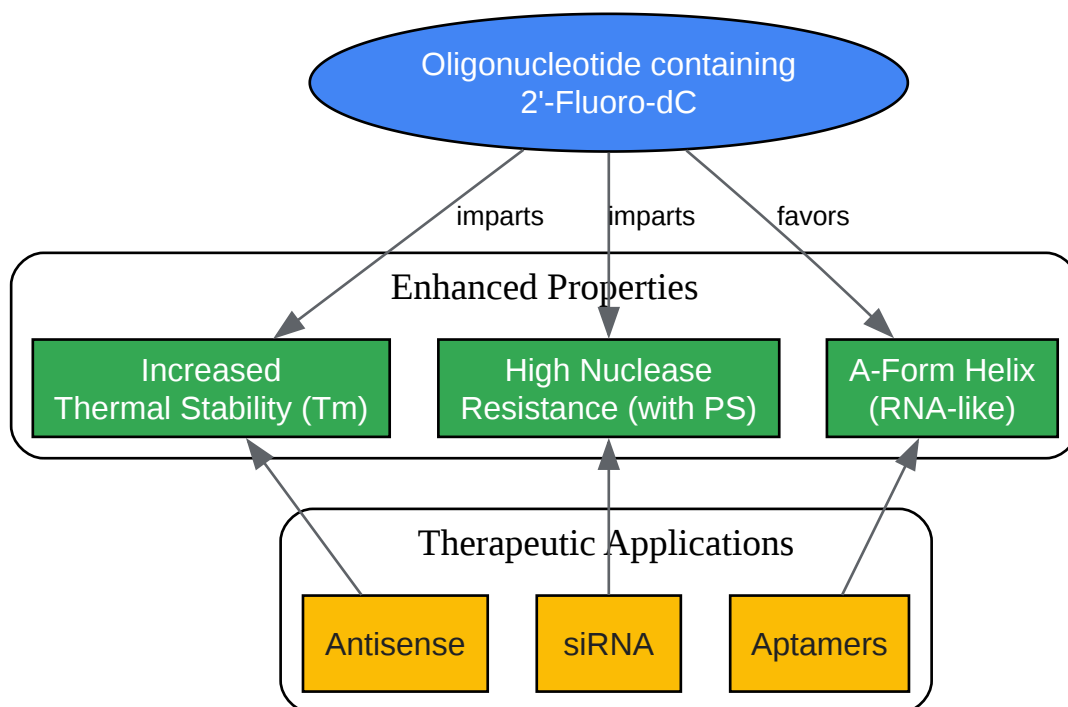 Oligonucleotide containing
2'-Fluoro-dC
imparts
imparts
favors
Enhanced Properties
Increased
Thermal Stability (Tm)
High Nuclease
Resistance (with PS)
A-Form Helix
(RNA-like)
Therapeutic Applications
Antisense
siRNA
Aptamers